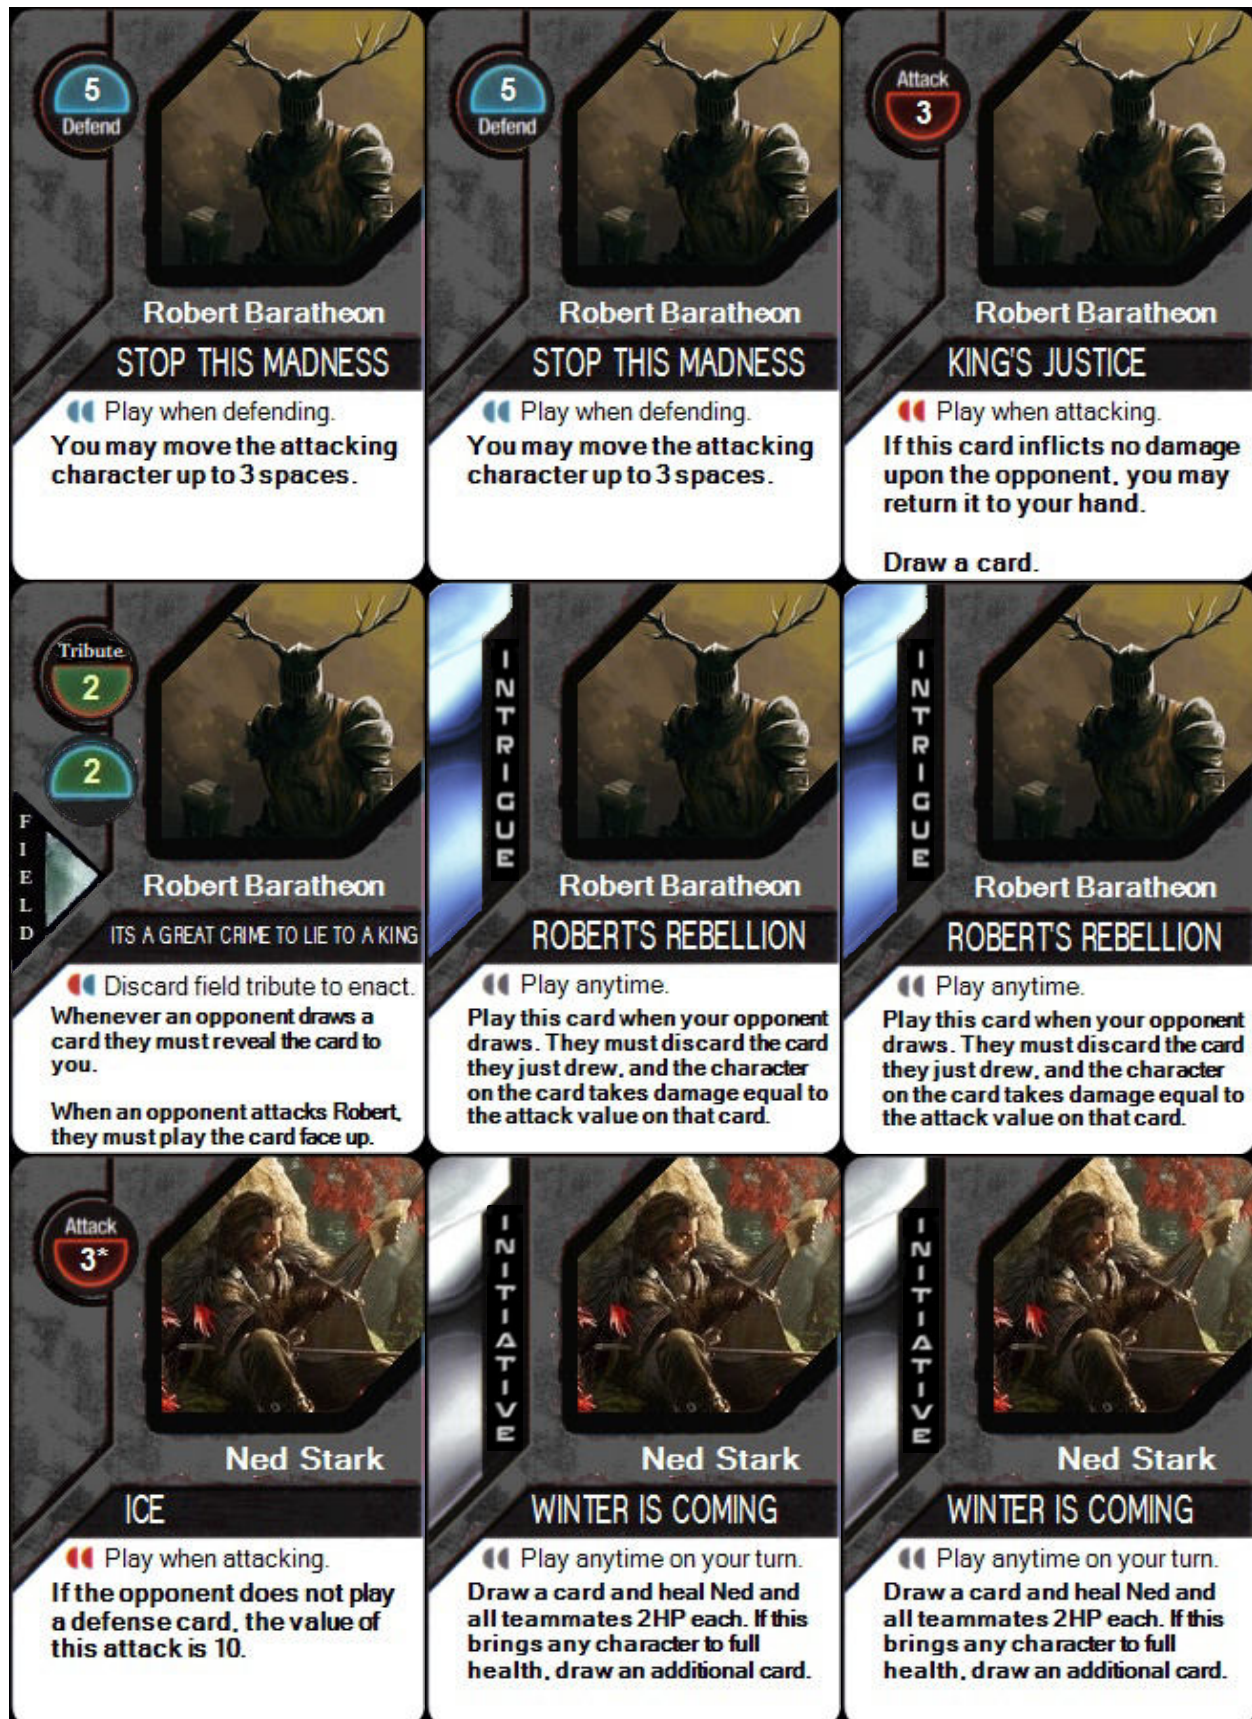 5
Defend
Robert Baratheon
STOP THIS MADNESS
Play when defending.
You may move the attacking
character up to 3 spaces.
5
Defend
Robert Baratheon
STOP THIS MADNESS
Play when defending.
You may move the attacking
character up to 3 spaces.
Attack
3
Robert Baratheon
KING'S JUSTICE
Play when attacking.
If this card inflicts no damage
upon the opponent, you may
return it to your hand.
Draw a card.
Tribute
2
2
FIELD
Robert Baratheon
ITS A GREAT CRIME TO LIE TO A KING
Discard field tribute to enact.
Whenever an opponent draws a
card they must reveal the card to
you.
When an opponent attacks Robert,
they must play the card face up.
INTRIGUE
Robert Baratheon
ROBERT'S REBELLION
Play anytime.
Play this card when your opponent
draws. They must discard the card
they just drew, and the character
on the card takes damage equal to
the attack value on that card.
INTRIGUE
Robert Baratheon
ROBERT'S REBELLION
Play anytime.
Play this card when your opponent
draws. They must discard the card
they just drew, and the character
on the card takes damage equal to
the attack value on that card.
Attack
3*
Ned Stark
ICE
Play when attacking.
If the opponent does not play
a defense card, the value of
this attack is 10.
INITIATIVE
Ned Stark
WINTER IS COMING
Play anytime on your turn.
Draw a card and heal Ned and
all teammates 2HP each. If this
brings any character to full
health, draw an additional card.
INITIATIVE
Ned Stark
WINTER IS COMING
Play anytime on your turn.
Draw a card and heal Ned and
all teammates 2HP each. If this
brings any character to full
health, draw an additional card.